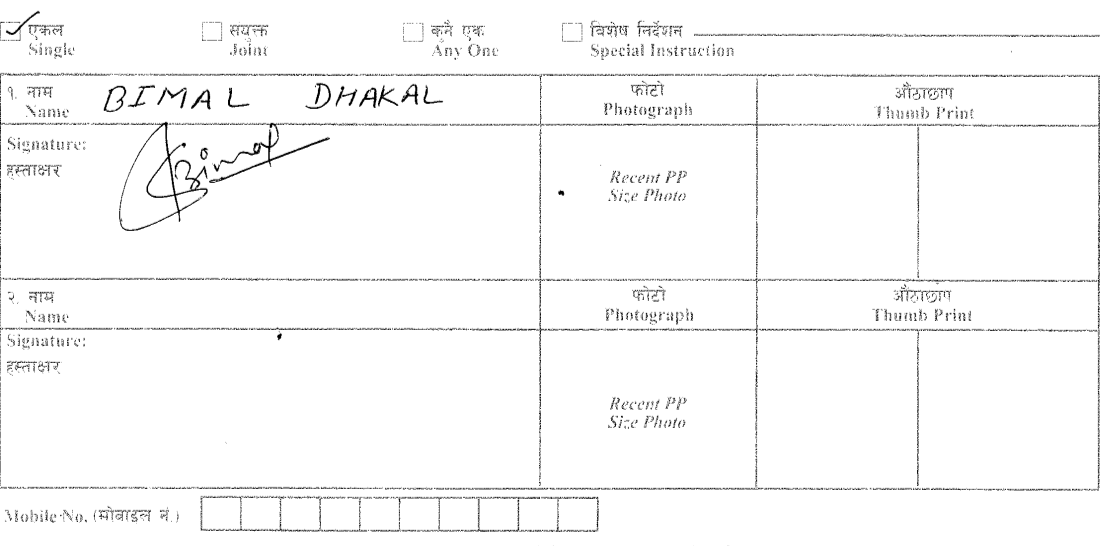 एकल संयुक्त कुनै एक विशेष निर्देशन
Single Joint Any One Special Instruction
१. नाम BIMAL DHAKAL फोटो औंठाछाप
Name Photograph Thumb Print
Signature: Bimal
हस्ताक्षर Recent PP
Size Photo
२. नाम फोटो औंठाछाप
Name Photograph Thumb Print
Signature:
हस्ताक्षर
Recent PP
Size Photo
Mobile No. (मोबाइल नं.)